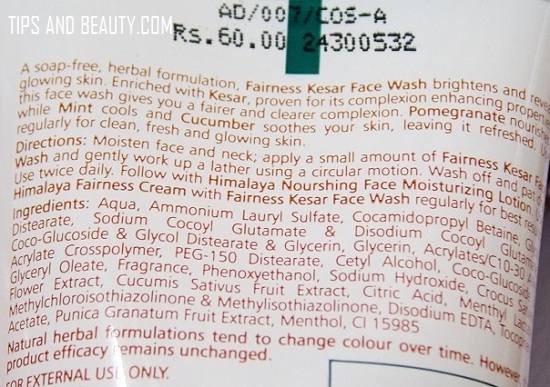 TIPS AND BEAUTY.COM
AD/007/COS-A
Rs.60.00 24300532
A soap-free, herbal formulation, Fairness Kesar Face Wash brightens and
glowing skin. Enriched with Kesar, proven for its complexion enhancing
this face wash gives you a fairer and clearer complexion. Pomegranate
while Mint cools and Cucumber soothes your skin, leaving it refreshed.
regularly for clean, fresh and glowing skin.
Directions: Moisten face and neck; apply a small amount of Fairness Kesar
Wash and gently work up a lather using a circular motion. Wash off and pat
Use twice daily. Follow with Himalaya Nourshing Face Moisturizing Lotion.
Himalaya Fairness Cream with Fairness Kesar Face Wash regularly for best
Ingredients: Aqua, Ammonium Lauryl Sulfate, Cocamidopropyl Betaine,
Distearate, Sodium Cocoyl Glutamate & Disodium Cocoyl
Coco-Glucoside & Glycol Distearate & Glycerin, Glycerin, Acrylates/C10-30
Acrylate Crosspolymer, PEG-150 Distearate, Cetyl Alcohol,
Glyceryl Oleate, Fragrance, Phenoxyethanol, Sodium Hydroxide, Crocus
Flower Extract, Cucumis Sativus Fruit Extract, Citric Acid, Menthyl
Methylchloroisothiazolinone & Methylisothiazolinone, Disodium EDTA,
Acetate, Punica Granatum Fruit Extract, Menthol, CI 15985
Natural herbal formulations tend to change colour over time. However
product efficacy remains unchanged.
FOR EXTERNAL USE ONLY.